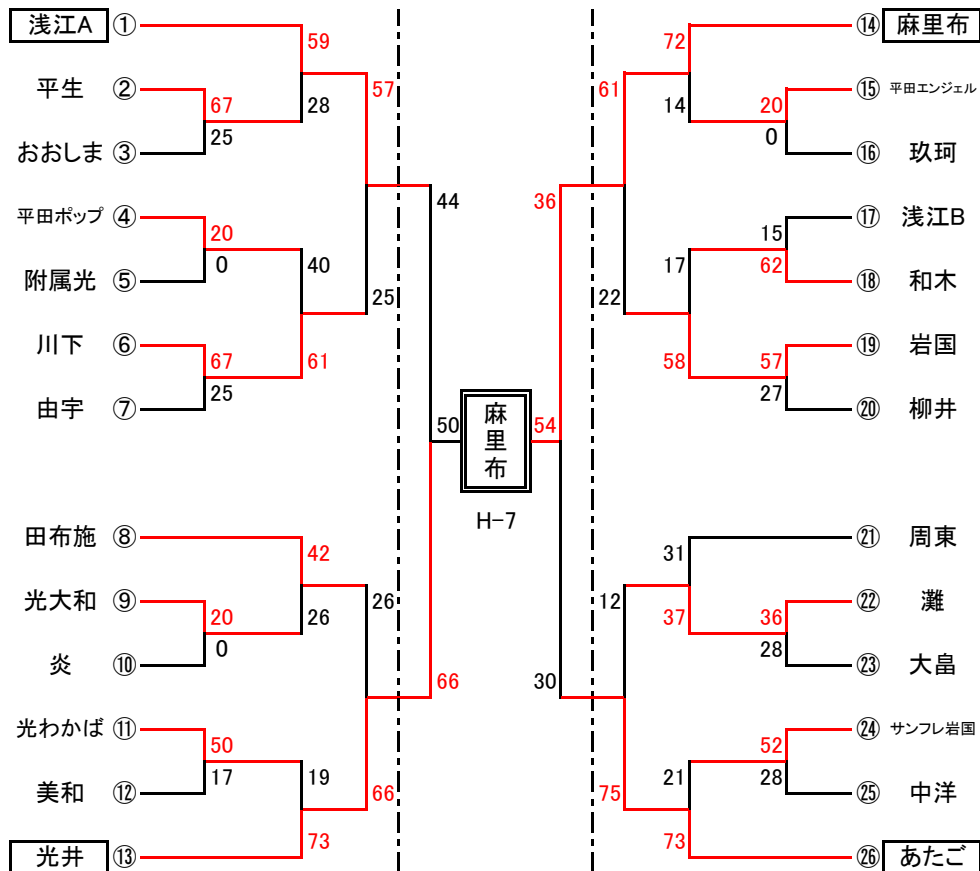 浅江A ①
59
平生 ②
67
28
25
おおしま ③
57
平田ポップ ④
20
0
附属光 ⑤
40
25
川下 ⑥
67
61
25
由宇 ⑦
44
50
田布施 ⑧
42
光大和 ⑨
20
26
0
炎 ⑩
26
66
光わかば ⑪
50
17
美和 ⑫
19
66
光井 ⑬
73
麻里布
H-7
54
72
⑭ 麻里布
61
14
20
⑮ 平田エンジェル
0
⑯ 玖珂
36
15
⑰ 浅江B
17
62
⑱ 和木
22
58
57
⑲ 岩国
27
⑳ 柳井
31
㉑ 周東
12
37
36
㉒ 灘
28
㉓ 大畠
30
52
㉔ サンフレ岩国
21
28
㉕ 中洋
75
73
㉖ あたご